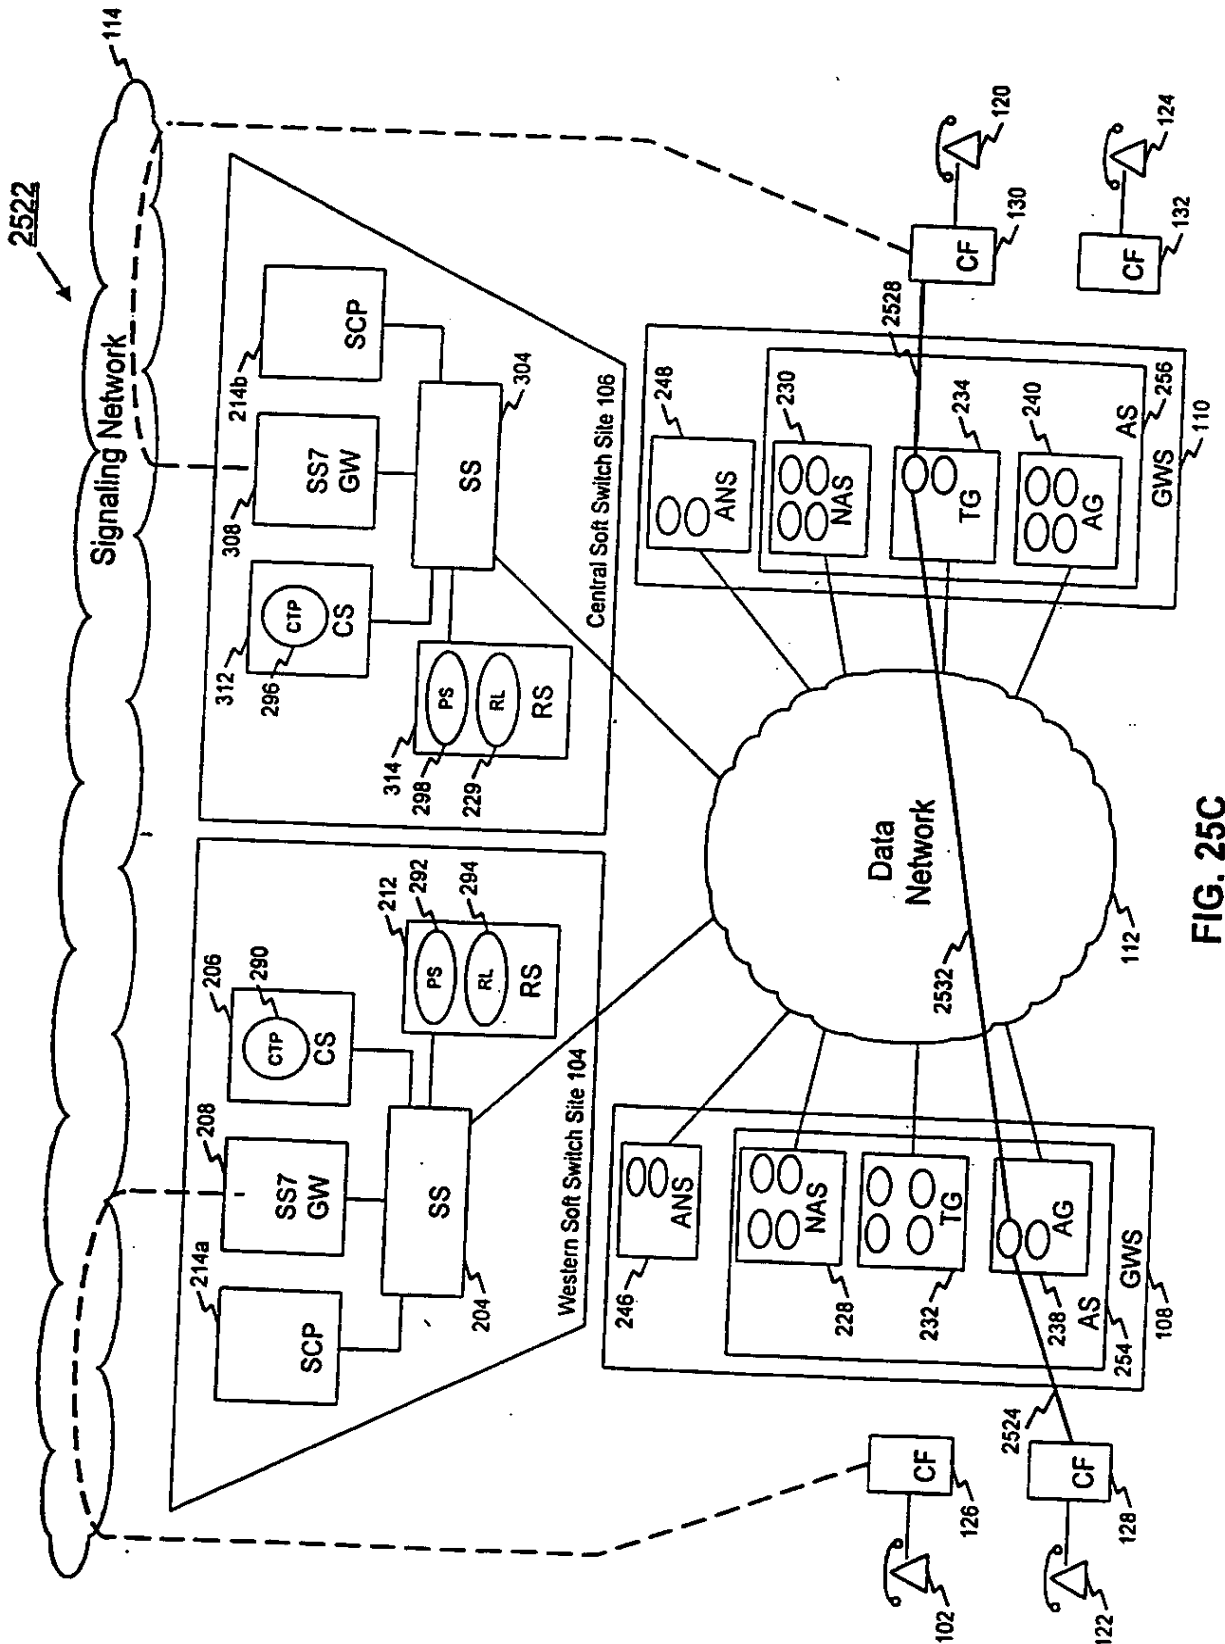 2522
114
Signaling Network
214a
SCP
208
SS7
GW
206
290
CTP
CS
SS
204
212
292
PS
294
RL
RS
Western Soft Switch Site 104
312
CTP
296
CS
308
SS7
GW
214b
SCP
SS
304
314
PS
298
RL
229
RS
Central Soft Switch Site 106
246
ANS
NAS
228
TG
232
AG
238
AS
254
GWS
108
248
ANS
230
NAS
234
TG
240
AG
AS
256
GWS
110
Data
Network
2532
112
2528
2524
CF
126
102
CF
128
122
CF
130
120
CF
132
124
FIG. 25C